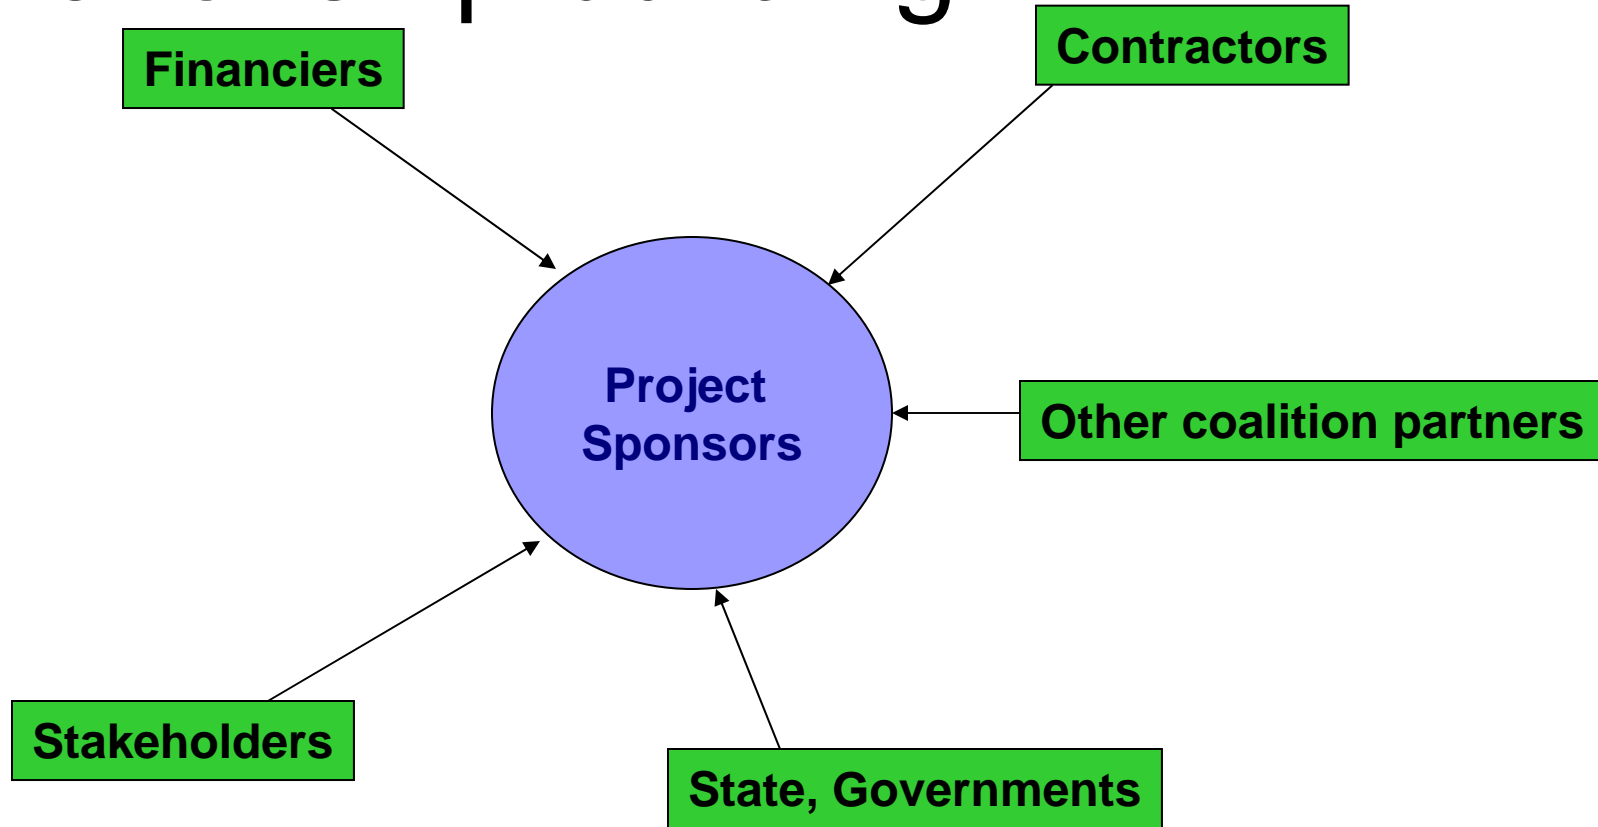 Contractors
Financiers
Project
Sponsors
Other coalition partners
Stakeholders
State, Governments